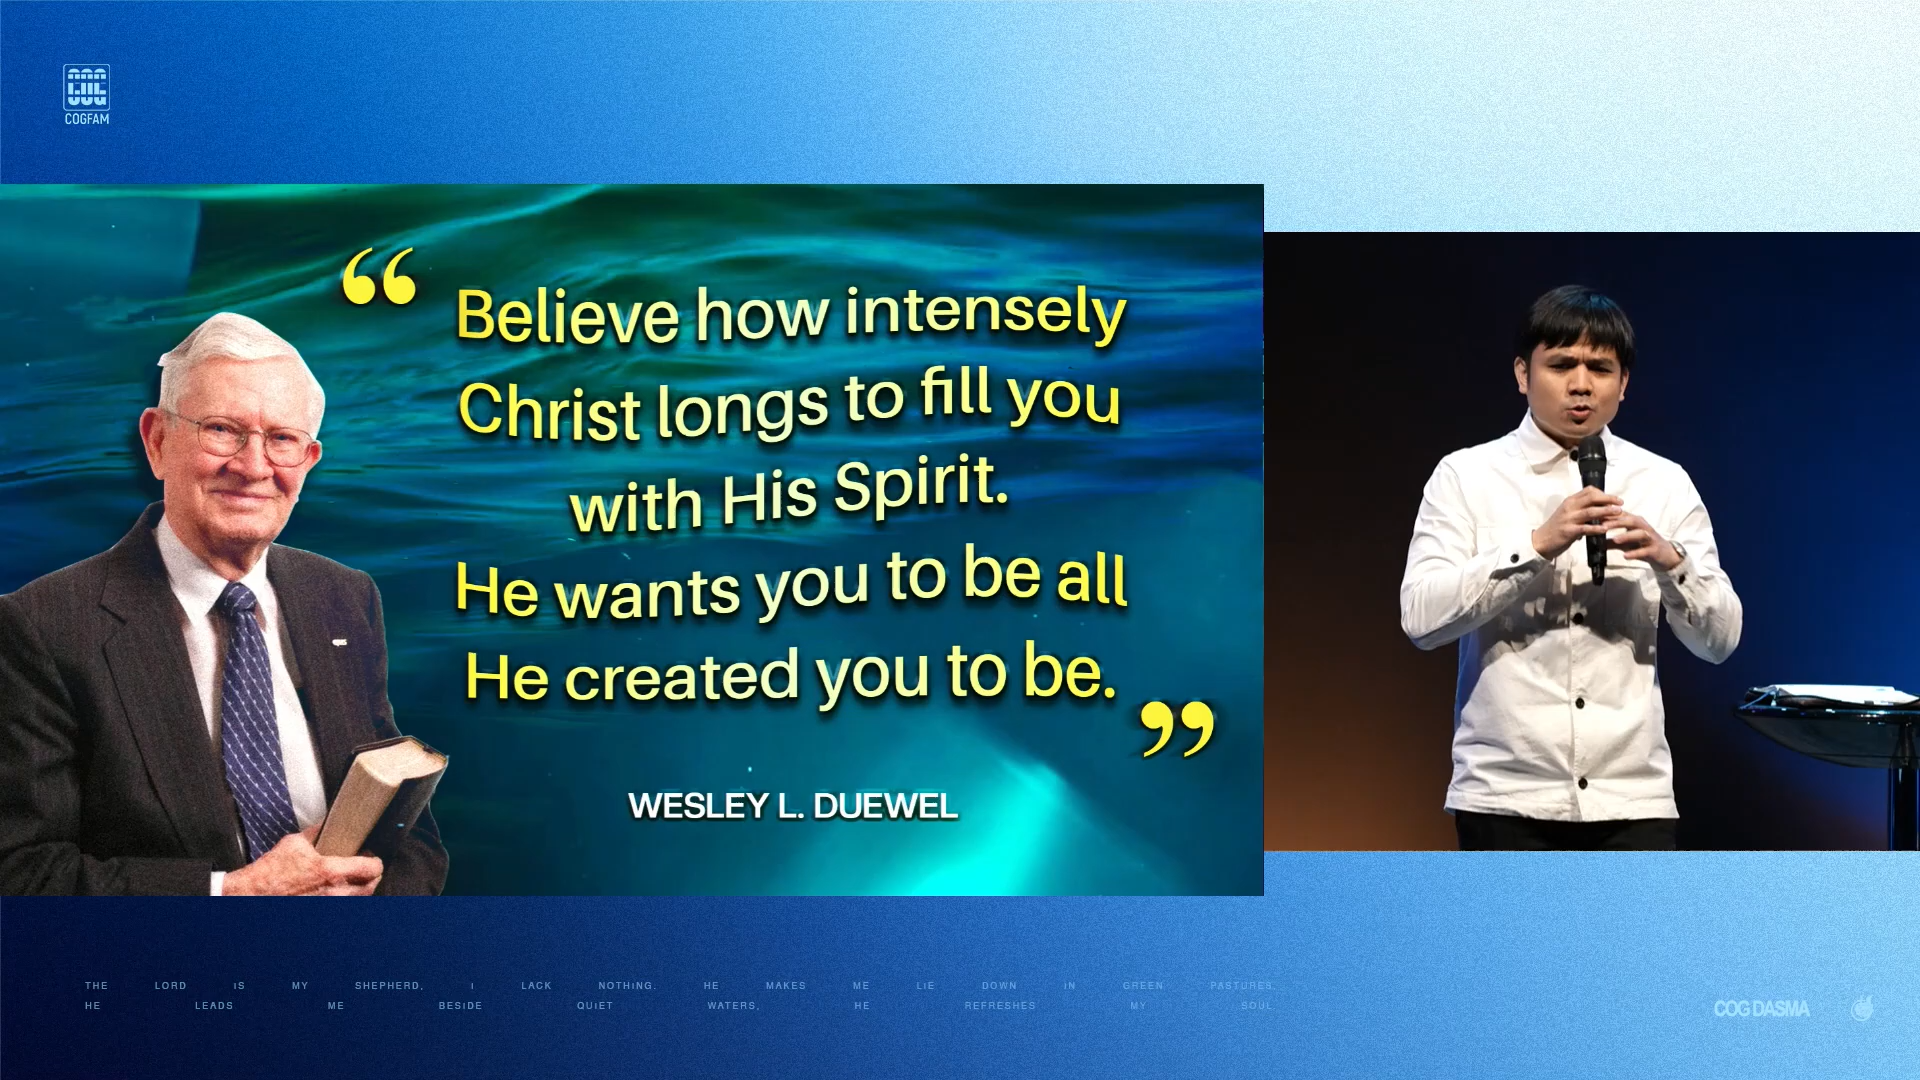 COG
COGFAM
“Believe how intensely
Christ longs to fill you
with His Spirit.
He wants you to be all
He created you to be.”
WESLEY L. DUEWEL
THE LORD IS MY SHEPHERD, I LACK NOTHING. HE MAKES ME LIE DOWN IN GREEN PASTURES.
HE LEADS ME BESIDE QUIET WATERS, HE REFRESHES MY SOUL
COG DASMA